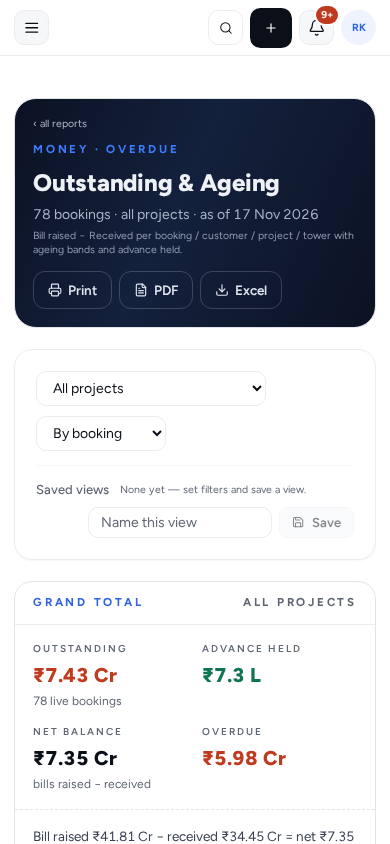 9+
RK
‹ all reports
MONEY · OVERDUE
Outstanding & Ageing
78 bookings · all projects · as of 17 Nov 2026
Bill raised − Received per booking / customer / project / tower with
ageing bands and advance held.
Print PDF Excel
All projects
By booking
Saved views None yet — set filters and save a view.
Name this view Save
GRAND TOTAL ALL PROJECTS
OUTSTANDING ADVANCE HELD
₹7.43 Cr ₹7.3 L
78 live bookings
NET BALANCE OVERDUE
₹7.35 Cr ₹5.98 Cr
bills raised − received
Bill raised ₹41.81 Cr − received ₹34.45 Cr = net ₹7.35